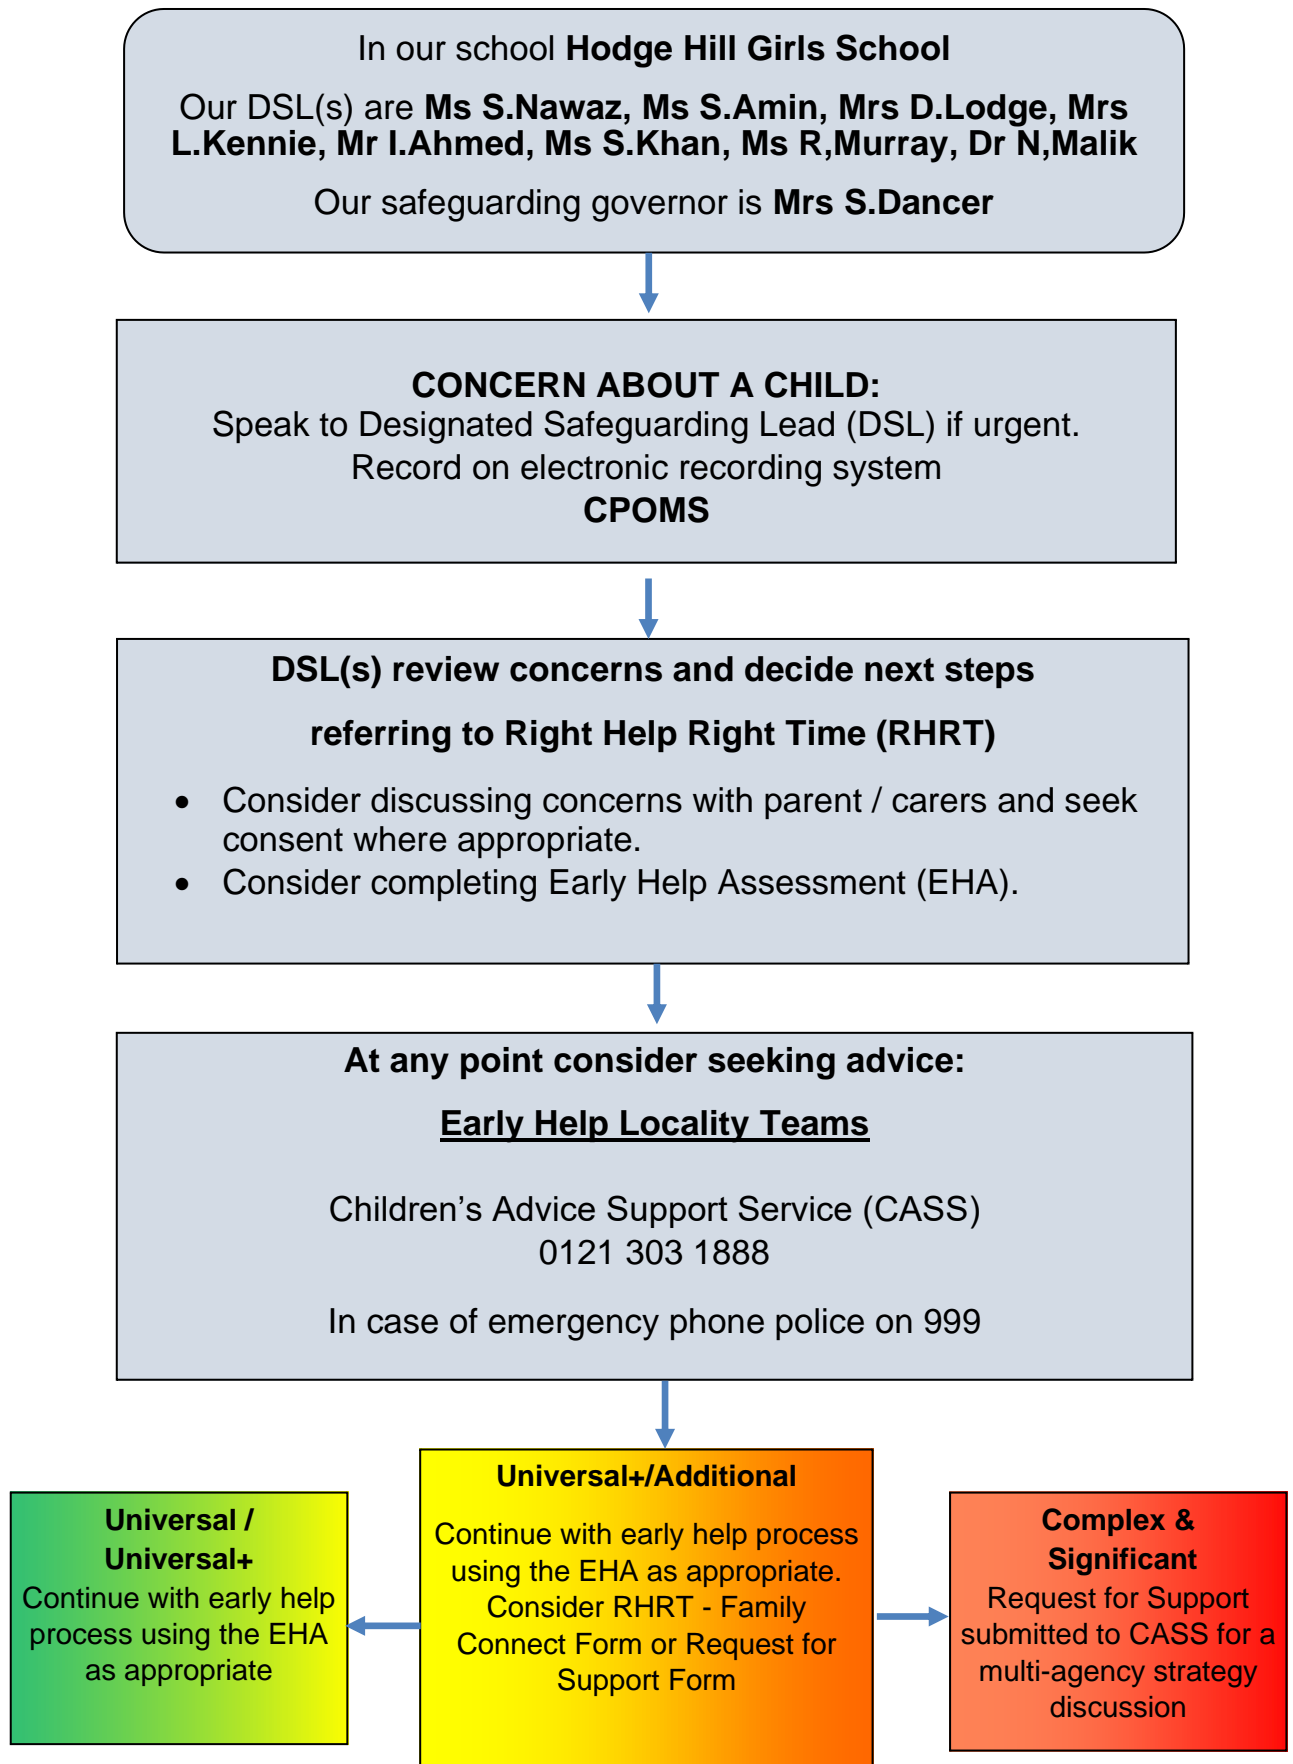 In our school Hodge Hill Girls School
Our DSL(s) are Ms S.Nawaz, Ms S.Amin, Mrs D.Lodge, Mrs
L.Kennie, Mr I.Ahmed, Ms S.Khan, Ms R,Murray, Dr N,Malik
Our safeguarding governor is Mrs S.Dancer
CONCERN ABOUT A CHILD:
Speak to Designated Safeguarding Lead (DSL) if urgent.
Record on electronic recording system
CPOMS
DSL(s) review concerns and decide next steps
referring to Right Help Right Time (RHRT)
• Consider discussing concerns with parent / carers and seek
consent where appropriate.
• Consider completing Early Help Assessment (EHA).
At any point consider seeking advice:
Early Help Locality Teams
Children’s Advice Support Service (CASS)
0121 303 1888
In case of emergency phone police on 999
Universal /
Universal+
Continue with early help
process using the EHA
as appropriate
Universal+/Additional
Continue with early help process
using the EHA as appropriate.
Consider RHRT - Family
Connect Form or Request for
Support Form
Complex &
Significant
Request for Support
submitted to CASS for a
multi-agency strategy
discussion